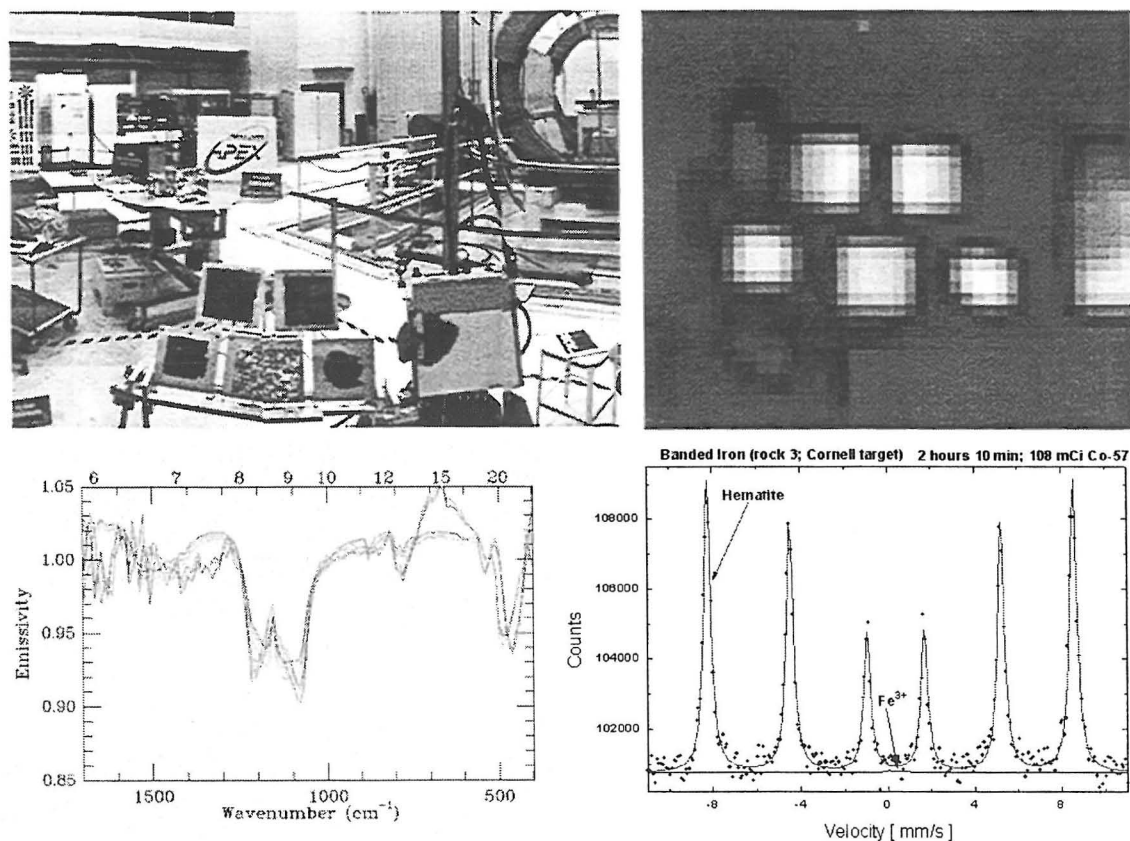 APEX
6 7 8 9 10 12 15 20
1.05
1.00
0.95
0.90
0.85
Emissivity
1500 1000 500
Wavenumber (cm⁻¹)
Banded Iron (rock 3; Cornell target) 2 hours 10 min; 108 mCi Co-57
Hematite
108000
106000
104000
102000
Counts
Fe³⁺
-8 -4 0 4 8
Velocity [ mm/s ]